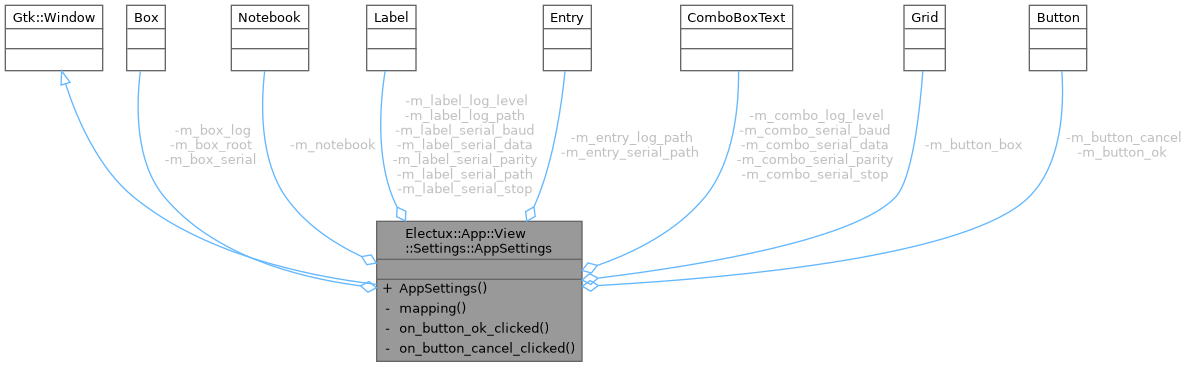 Gtk::Window
Box
Notebook
Label
Entry
ComboBoxText
Grid
Button
-m_box_log
-m_box_root
-m_box_serial
-m_notebook
-m_label_log_level
-m_label_log_path
-m_label_serial_baud
-m_label_serial_data
-m_label_serial_parity
-m_label_serial_path
-m_label_serial_stop
-m_entry_log_path
-m_entry_serial_path
-m_combo_log_level
-m_combo_serial_baud
-m_combo_serial_data
-m_combo_serial_parity
-m_combo_serial_stop
-m_button_box
-m_button_cancel
-m_button_ok
Electux::App::View
::Settings::AppSettings
+ AppSettings()
- mapping()
- on_button_ok_clicked()
- on_button_cancel_clicked()